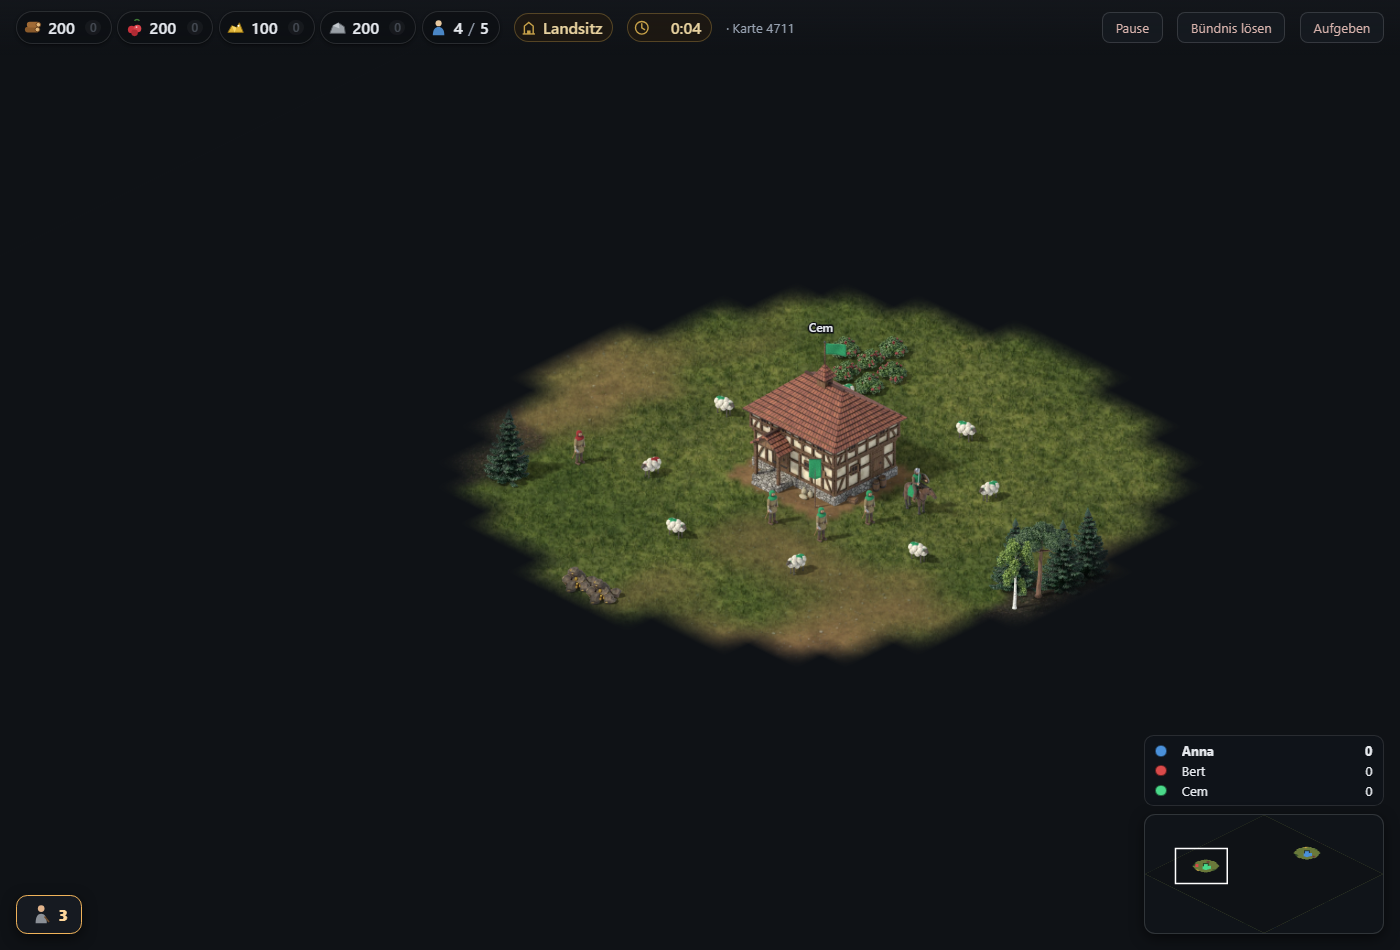 200 0 200 0 100 0 200 0 4 / 5 Landsitz 0:04 · Karte 4711 Pause Bündnis lösen Aufgeben
Cem
Anna 0
Bert 0
Cem 0
3